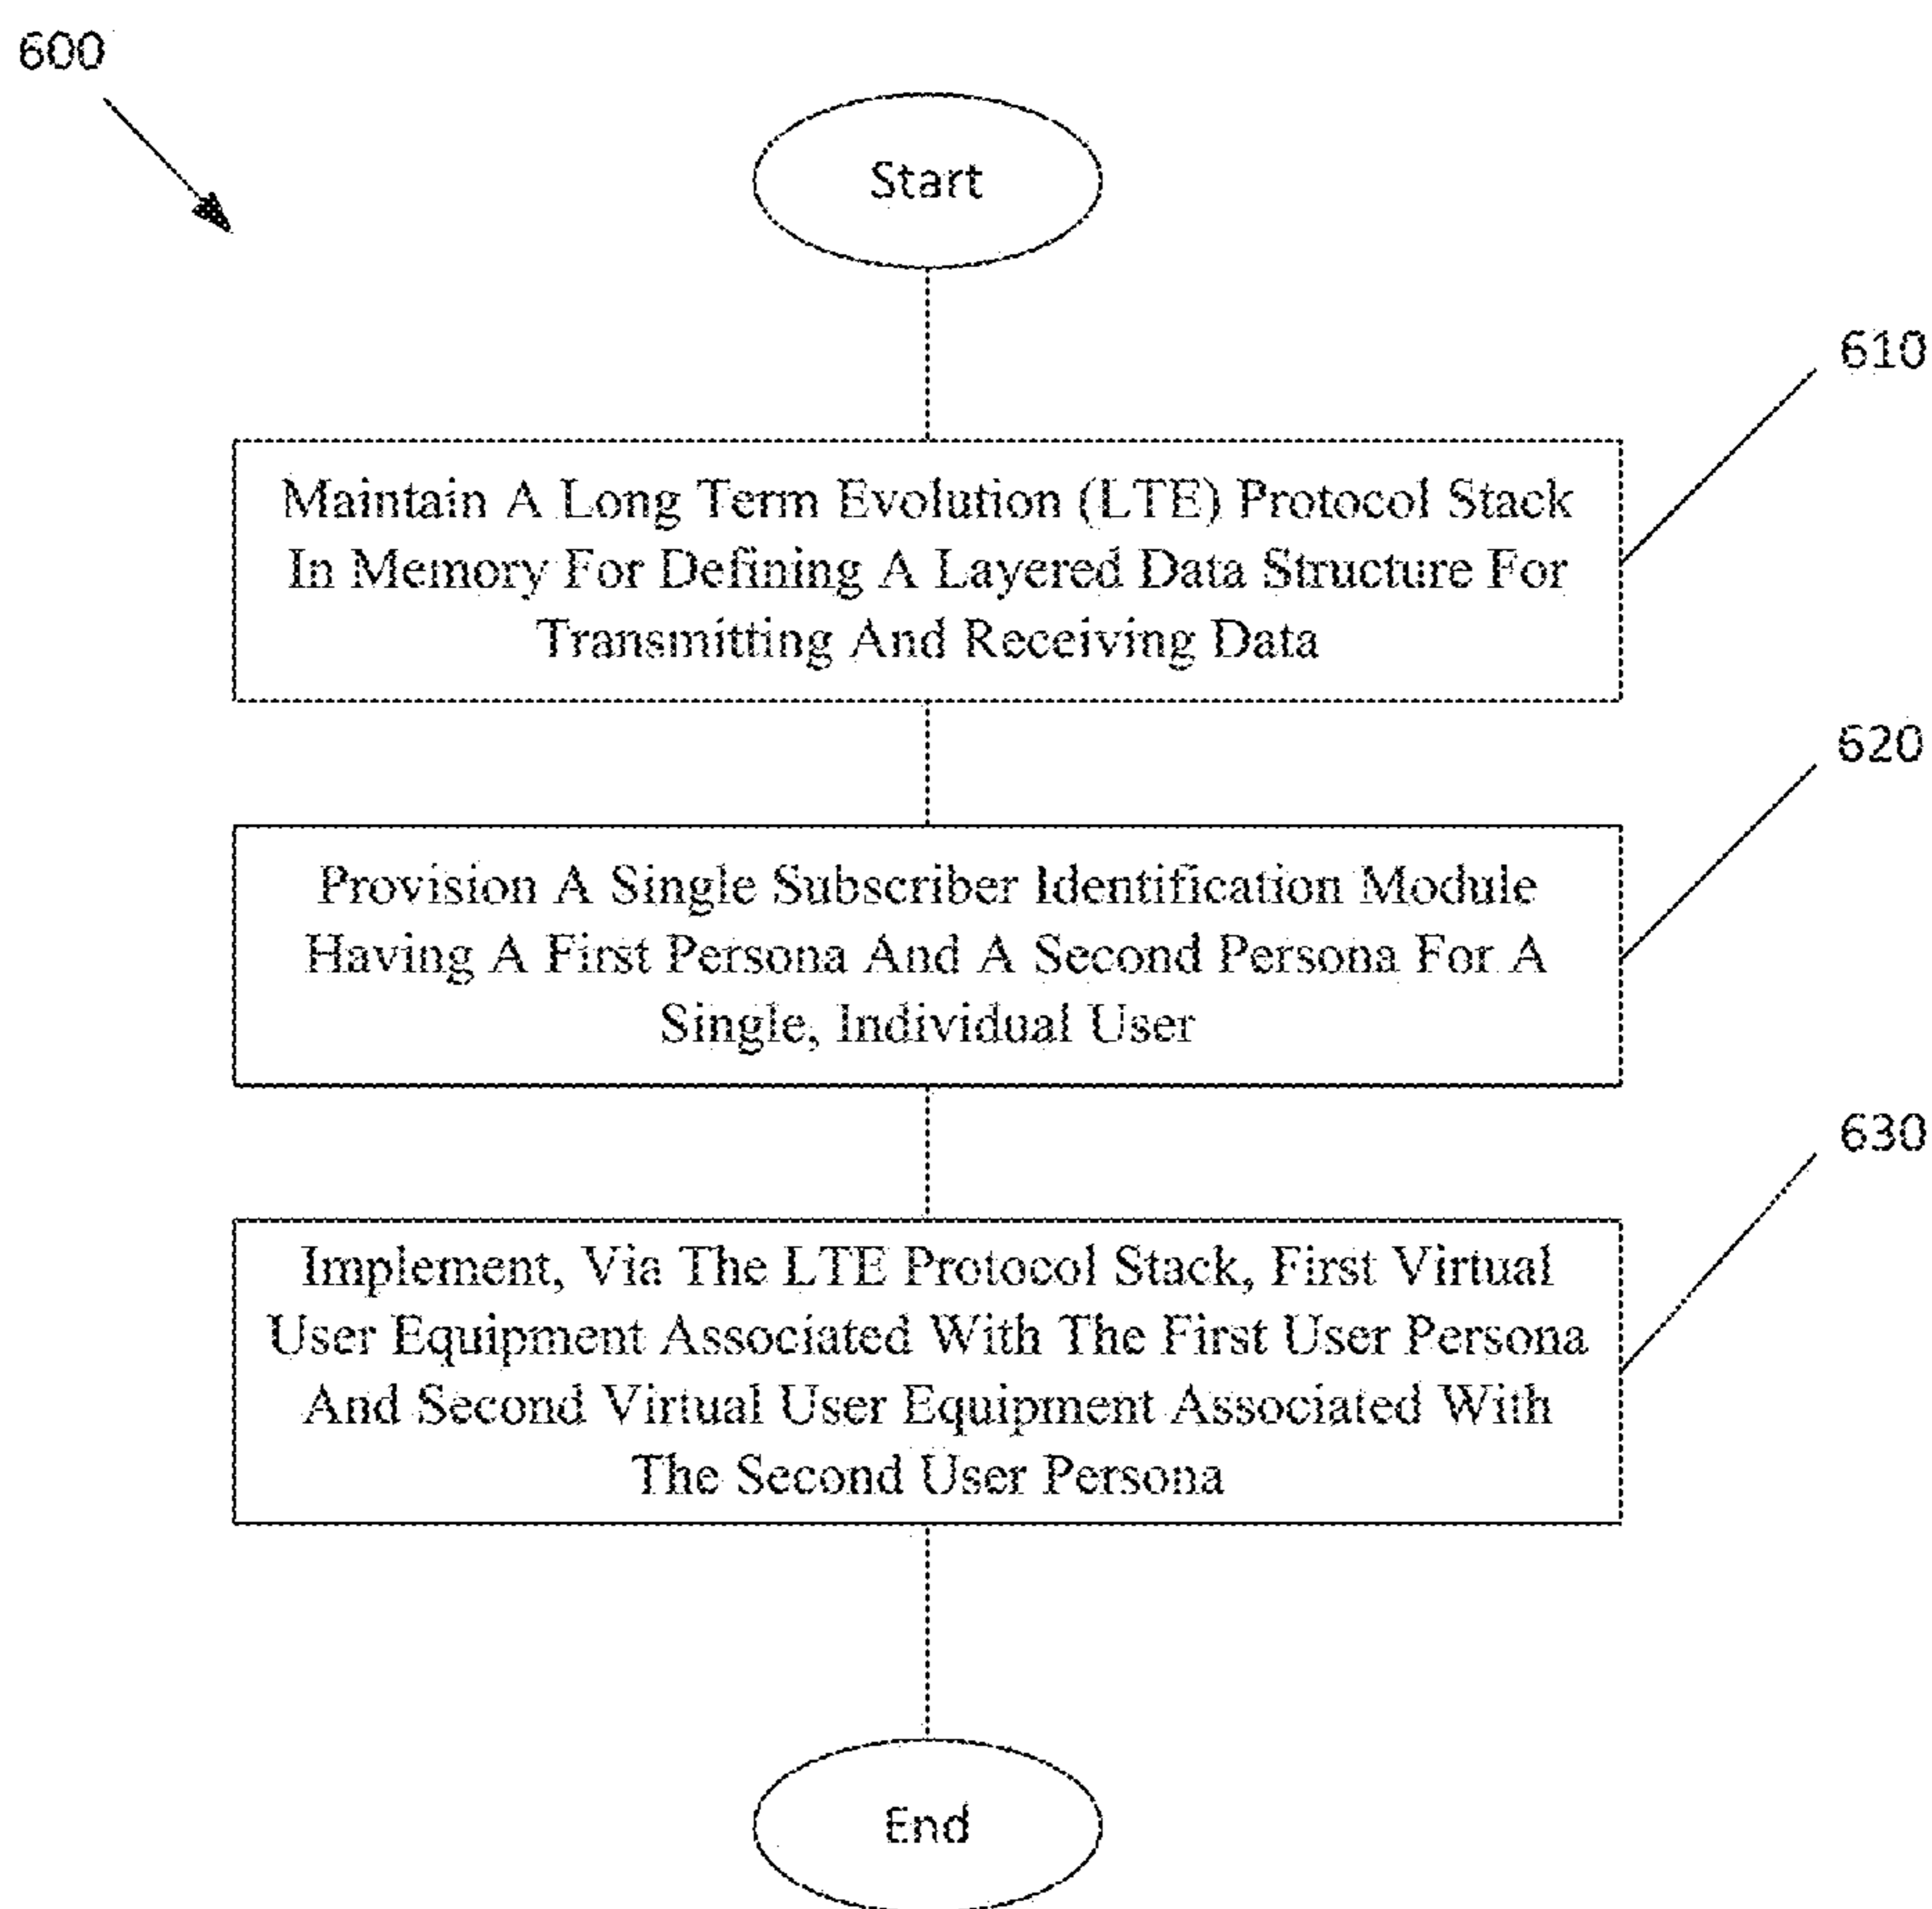 600
Start
610
Maintain A Long Term Evolution (LTE) Protocol Stack
In Memory For Defining A Layered Data Structure For
Transmitting And Receiving Data
620
Provision A Single Subscriber Identification Module
Having A First Persona And A Second Persona For A
Single, Individual User
630
Implement, Via The LTE Protocol Stack, First Virtual
User Equipment Associated With The First User Persona
And Second Virtual User Equipment Associated With
The Second User Persona
End